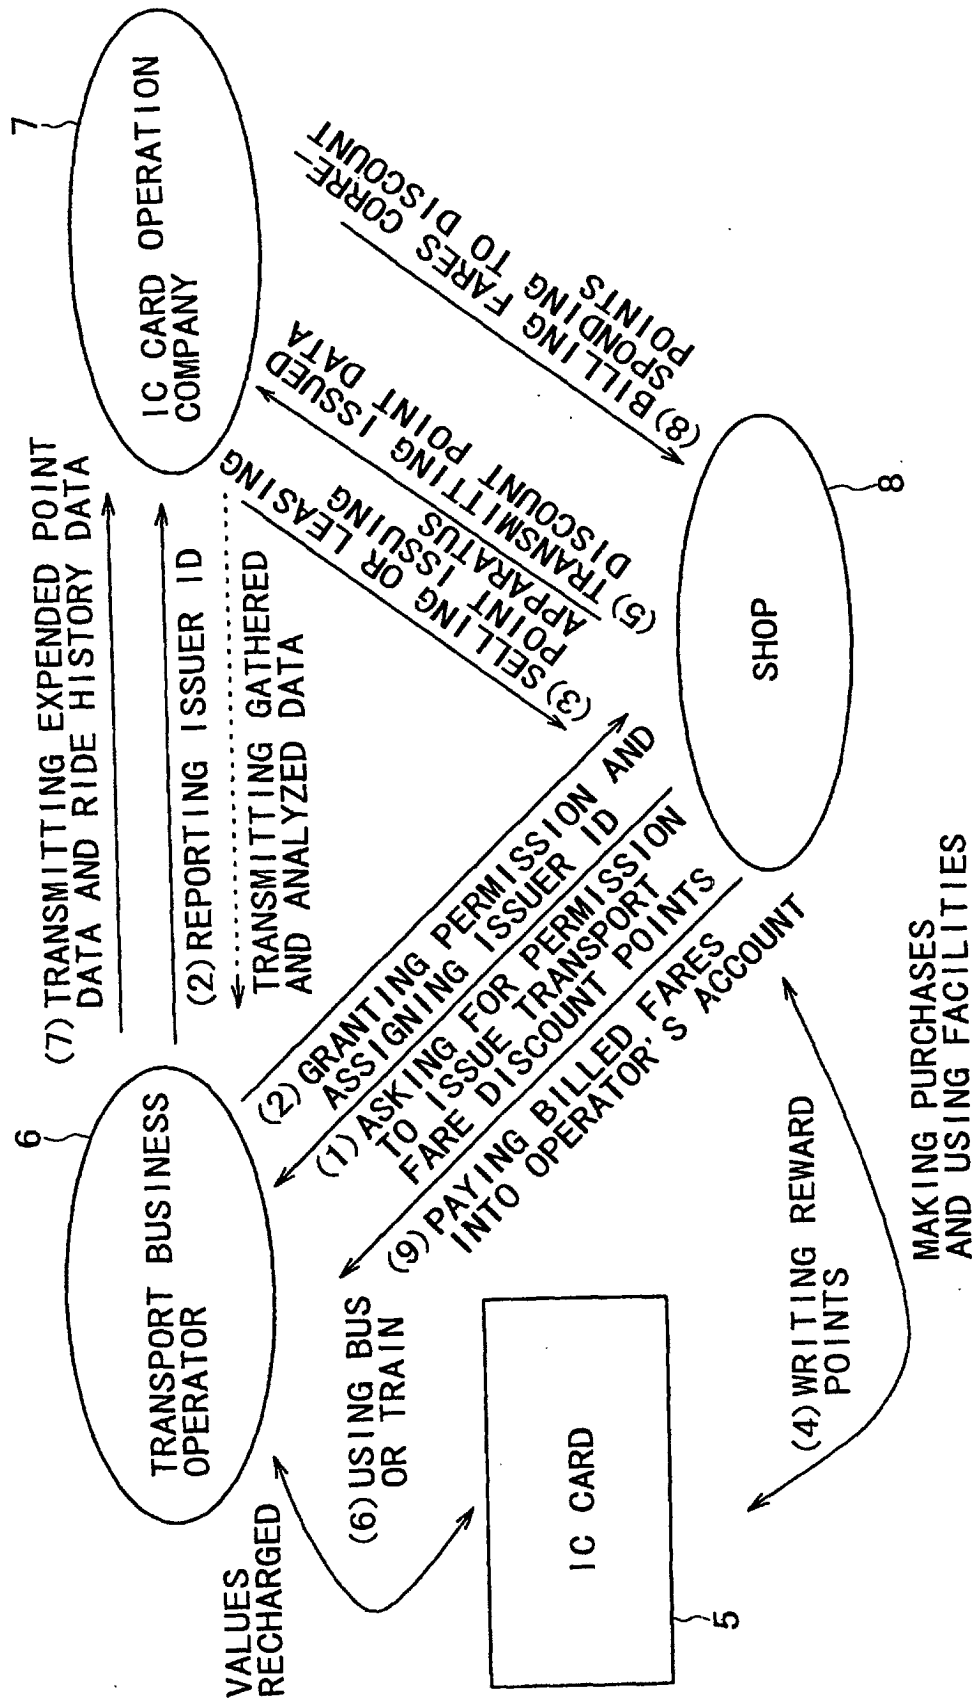 7
IC CARD OPERATION
COMPANY
(7) TRANSMITTING EXPENDED POINT
DATA AND RIDE HISTORY DATA
(2) REPORTING ISSUER ID
TRANSMITTING GATHERED
AND ANALYZED DATA
6
TRANSPORT BUSINESS
OPERATOR
(8) BILLING FARES CORRE-
SPONDING TO DISCOUNT
POINTS
(5) TRANSMITTING ISSUED
DISCOUNT POINT DATA
(3) SELLING OR LEASING
POINT ISSUING
APPARATUS
(2) GRANTING PERMISSION AND
ASSIGNING ISSUER ID
(1) ASKING FOR PERMISSION
TO ISSUE TRANSPORT
FARE DISCOUNT POINTS
(9) PAYING BILLED FARES
INTO OPERATOR'S ACCOUNT
SHOP
8
VALUES
RECHARGED
(6) USING BUS
OR TRAIN
IC CARD
5
(4) WRITING REWARD
POINTS
MAKING PURCHASES
AND USING FACILITIES